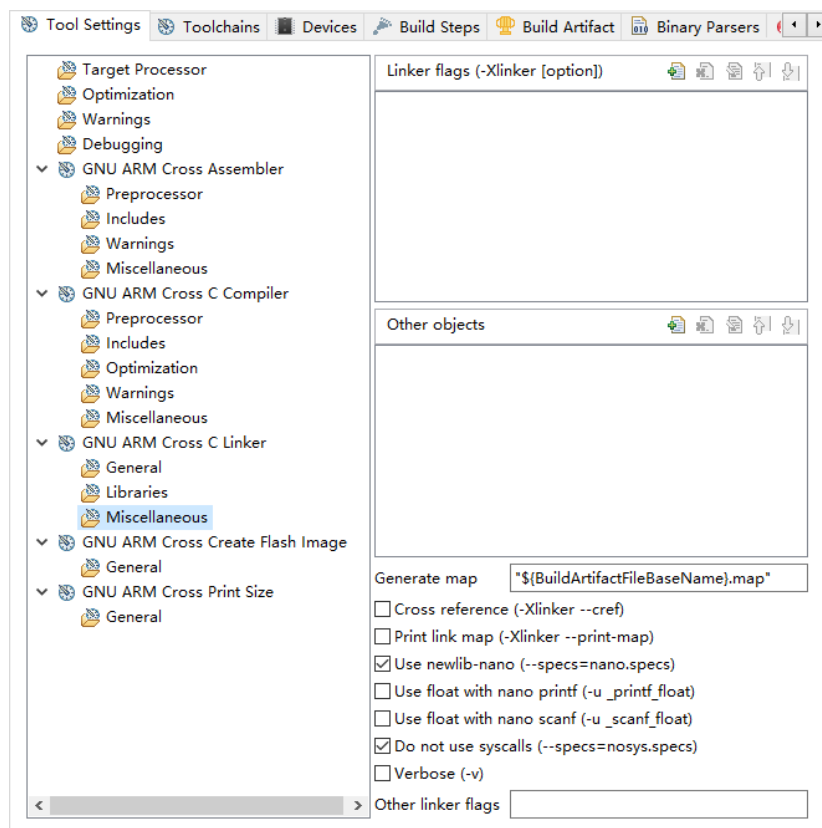 Tool Settings
Toolchains
Devices
Build Steps
Build Artifact
Binary Parsers
Target Processor
Optimization
Warnings
Debugging
GNU ARM Cross Assembler
Preprocessor
Includes
Warnings
Miscellaneous
GNU ARM Cross C Compiler
Preprocessor
Includes
Optimization
Warnings
Miscellaneous
GNU ARM Cross C Linker
General
Libraries
Miscellaneous
GNU ARM Cross Create Flash Image
General
GNU ARM Cross Print Size
General
Linker flags (-Xlinker [option])
Other objects
Generate map "${BuildArtifactFileBaseName}.map"
Cross reference (-Xlinker --cref)
Print link map (-Xlinker --print-map)
Use newlib-nano (--specs=nano.specs)
Use float with nano printf (-u _printf_float)
Use float with nano scanf (-u _scanf_float)
Do not use syscalls (--specs=nosys.specs)
Verbose (-v)
Other linker flags